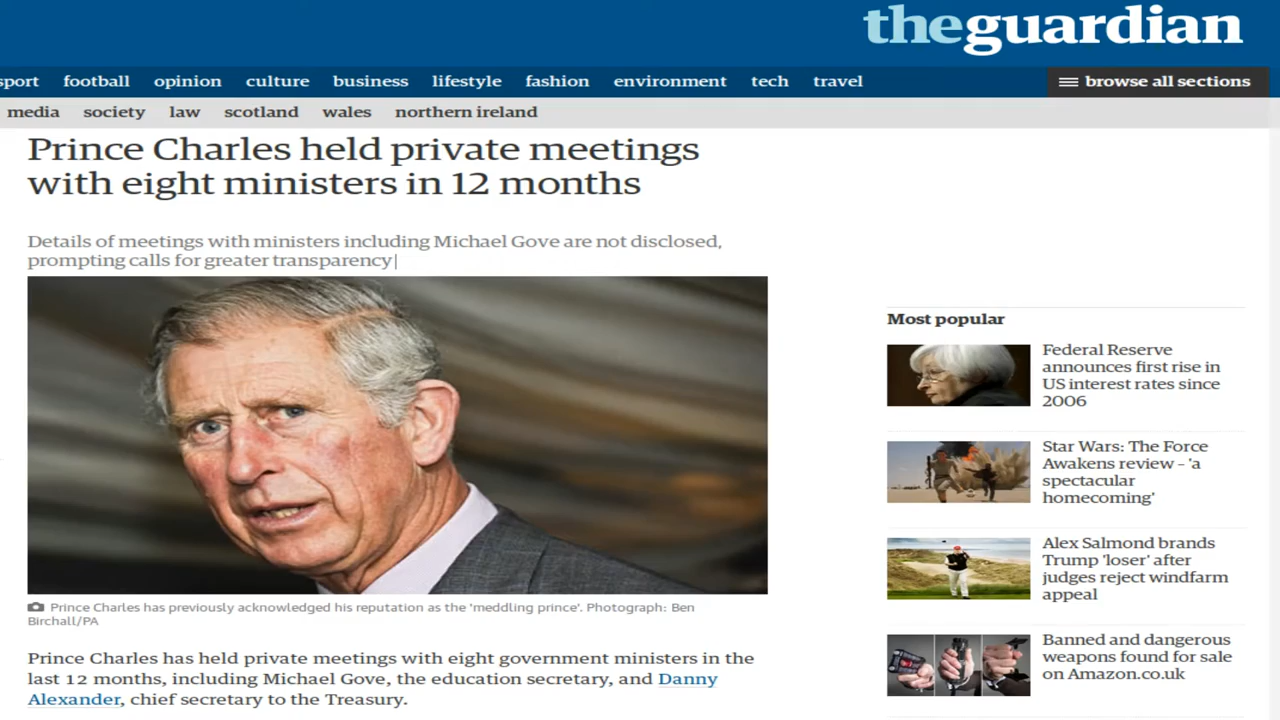 theguardian
sport football opinion culture business lifestyle fashion environment tech travel browse all sections
media society law scotland wales northern ireland
Prince Charles held private meetings
with eight ministers in 12 months
Details of meetings with ministers including Michael Gove are not disclosed,
prompting calls for greater transparency
Prince Charles has previously acknowledged his reputation as the 'meddling prince'. Photograph: Ben
Birchall/PA
Prince Charles has held private meetings with eight government ministers in the
last 12 months, including Michael Gove, the education secretary, and Danny
Alexander, chief secretary to the Treasury.
Most popular
Federal Reserve
announces first rise in
US interest rates since
2006
Star Wars: The Force
Awakens review – 'a
spectacular
homecoming'
Alex Salmond brands
Trump 'loser' after
judges reject windfarm
appeal
Banned and dangerous
weapons found for sale
on Amazon.co.uk